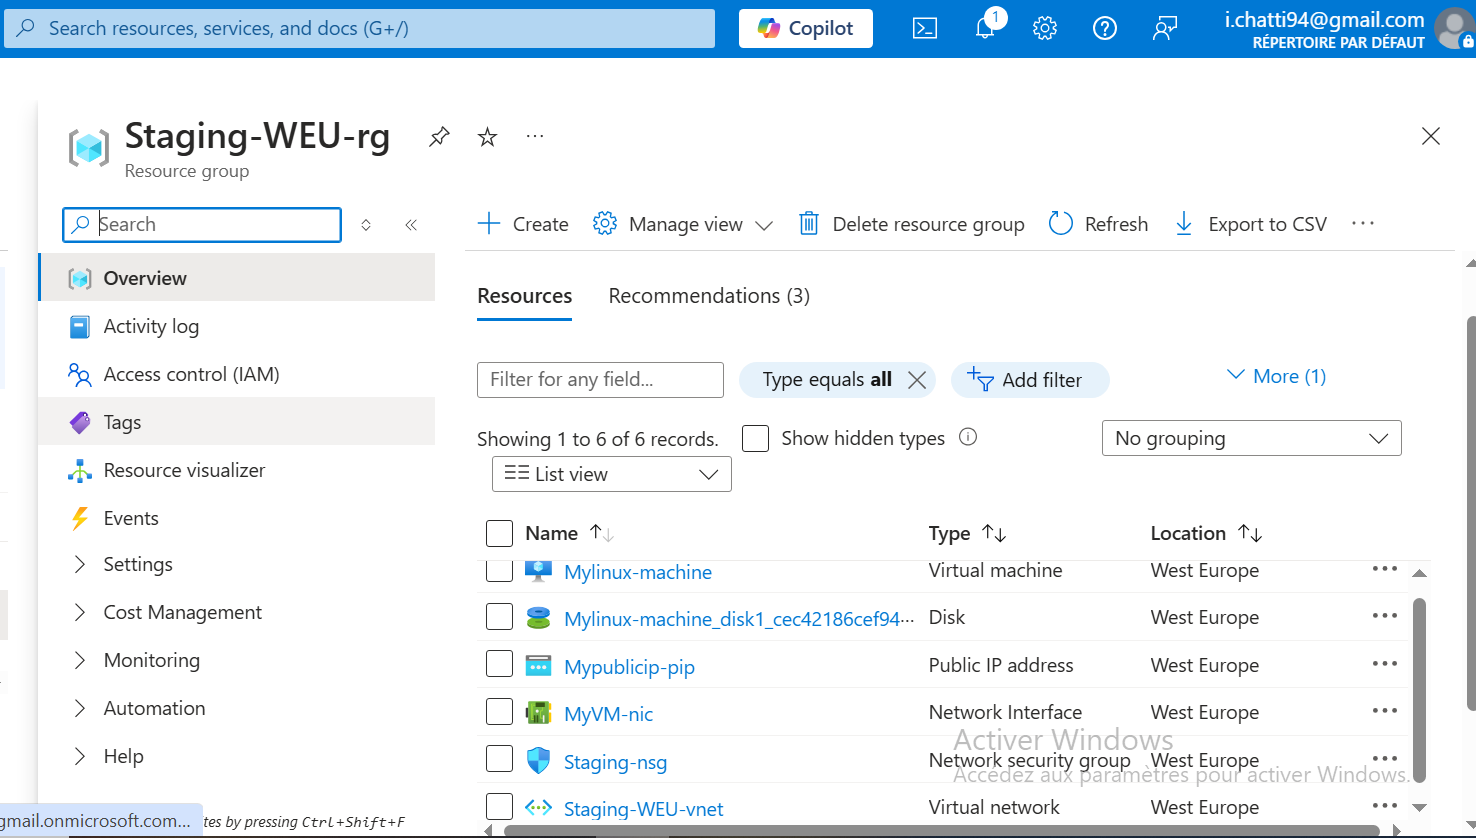 Search resources, services, and docs (G+/)
Copilot
1
i.chatti94@gmail.com
RÉPERTOIRE PAR DÉFAUT
Staging-WEU-rg
Resource group
Search
Create
Manage view
Delete resource group
Refresh
Export to CSV
Overview
Activity log
Access control (IAM)
Tags
Resource visualizer
Events
Settings
Cost Management
Monitoring
Automation
Help
gmail.onmicrosoft.com...
tes by pressing Ctrl+Shift+F
Resources Recommendations (3)
Filter for any field...
Type equals all
Add filter
More (1)
Showing 1 to 6 of 6 records.
Show hidden types
No grouping
List view
Name Type Location
Mylinux-machine Virtual machine West Europe
Mylinux-machine_disk1_cec42186cef94... Disk West Europe
Mypublicip-pip Public IP address West Europe
MyVM-nic Network Interface West Europe
Staging-nsg Network security group West Europe
Staging-WEU-vnet Virtual network West Europe
Activer Windows
Accédez aux paramètres pour activer Windows.